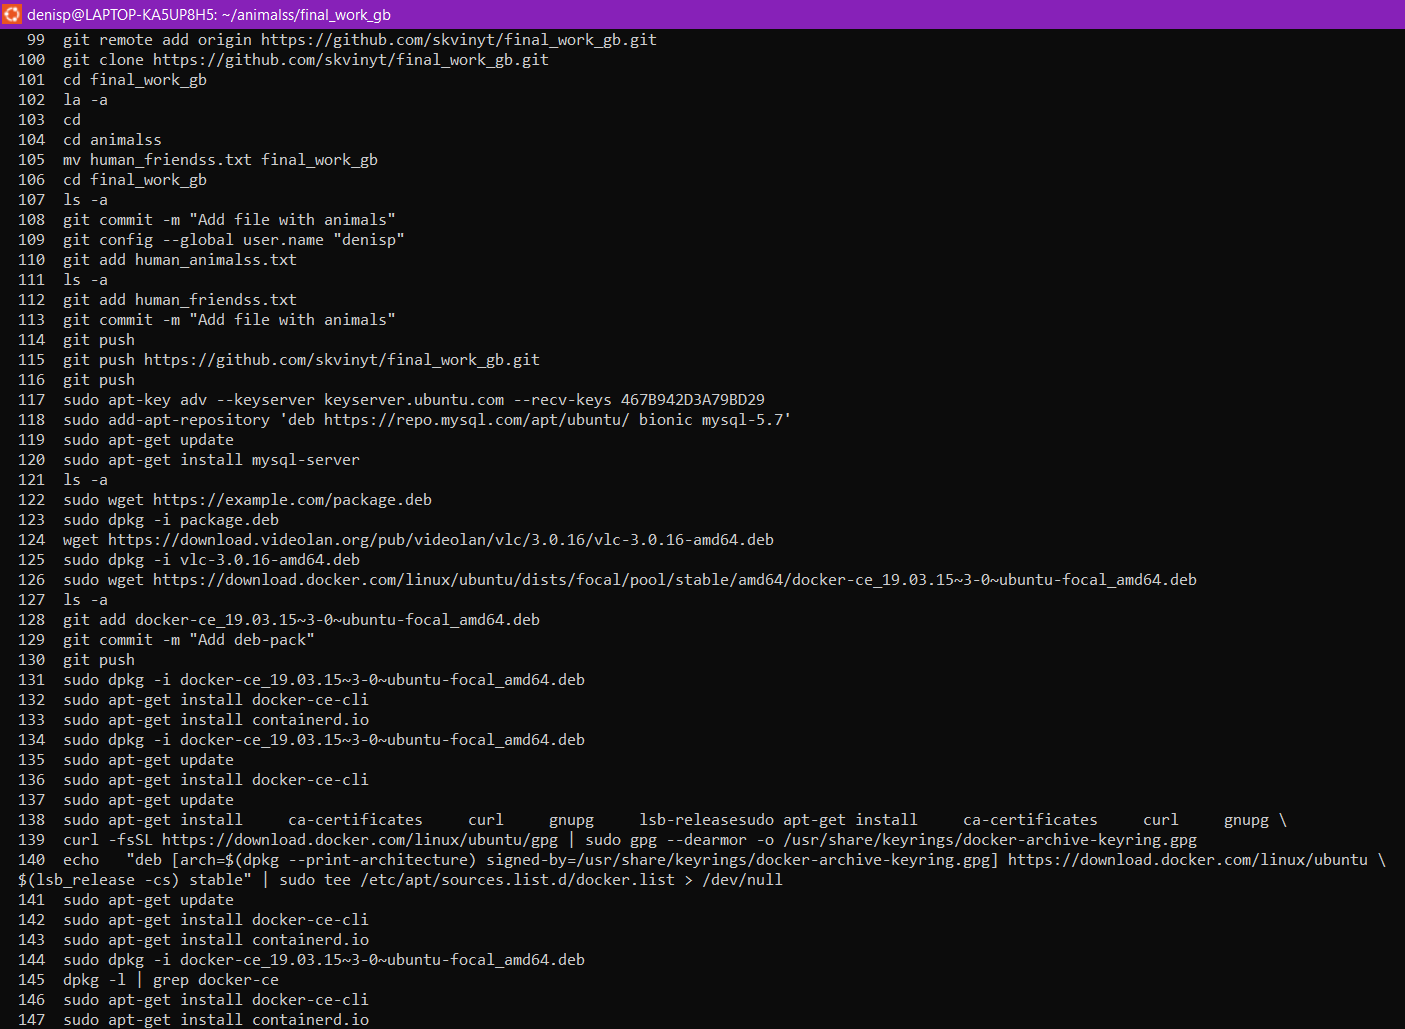 denisp@LAPTOP-KA5UP8H5: ~/animalss/final_work_gb
99 git remote add origin https://github.com/skvinyt/final_work_gb.git
100 git clone https://github.com/skvinyt/final_work_gb.git
101 cd final_work_gb
102 la -a
103 cd
104 cd animalss
105 mv human_friendss.txt final_work_gb
106 cd final_work_gb
107 ls -a
108 git commit -m "Add file with animals"
109 git config --global user.name "denisp"
110 git add human_animalss.txt
111 ls -a
112 git add human_friendss.txt
113 git commit -m "Add file with animals"
114 git push
115 git push https://github.com/skvinyt/final_work_gb.git
116 git push
117 sudo apt-key adv --keyserver keyserver.ubuntu.com --recv-keys 467B942D3A79BD29
118 sudo add-apt-repository 'deb https://repo.mysql.com/apt/ubuntu/ bionic mysql-5.7'
119 sudo apt-get update
120 sudo apt-get install mysql-server
121 ls -a
122 sudo wget https://example.com/package.deb
123 sudo dpkg -i package.deb
124 wget https://download.videolan.org/pub/videolan/vlc/3.0.16/vlc-3.0.16-amd64.deb
125 sudo dpkg -i vlc-3.0.16-amd64.deb
126 sudo wget https://download.docker.com/linux/ubuntu/dists/focal/pool/stable/amd64/docker-ce_19.03.15~3-0~ubuntu-focal_amd64.deb
127 ls -a
128 git add docker-ce_19.03.15~3-0~ubuntu-focal_amd64.deb
129 git commit -m "Add deb-pack"
130 git push
131 sudo dpkg -i docker-ce_19.03.15~3-0~ubuntu-focal_amd64.deb
132 sudo apt-get install docker-ce-cli
133 sudo apt-get install containerd.io
134 sudo dpkg -i docker-ce_19.03.15~3-0~ubuntu-focal_amd64.deb
135 sudo apt-get update
136 sudo apt-get install docker-ce-cli
137 sudo apt-get update
138 sudo apt-get install     ca-certificates     curl     gnupg     lsb-releasesudo apt-get install     ca-certificates     curl     gnupg \
139 curl -fsSL https://download.docker.com/linux/ubuntu/gpg | sudo gpg --dearmor -o /usr/share/keyrings/docker-archive-keyring.gpg
140 echo   "deb [arch=$(dpkg --print-architecture) signed-by=/usr/share/keyrings/docker-archive-keyring.gpg] https://download.docker.com/linux/ubuntu \
$(lsb_release -cs) stable" | sudo tee /etc/apt/sources.list.d/docker.list > /dev/null
141 sudo apt-get update
142 sudo apt-get install docker-ce-cli
143 sudo apt-get install containerd.io
144 sudo dpkg -i docker-ce_19.03.15~3-0~ubuntu-focal_amd64.deb
145 dpkg -l | grep docker-ce
146 sudo apt-get install docker-ce-cli
147 sudo apt-get install containerd.io